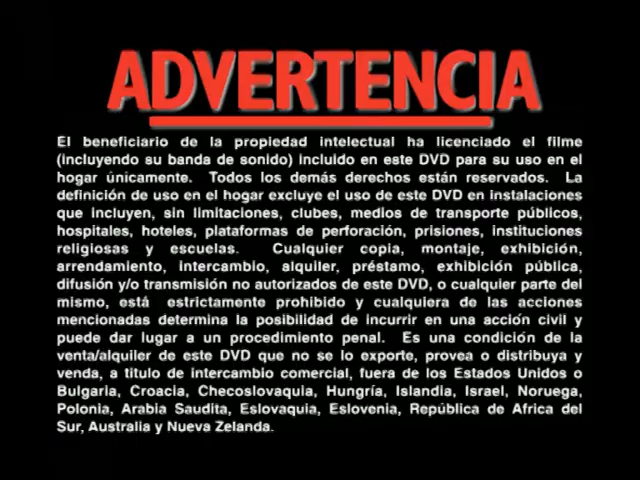 ADVERTENCIA
El beneficiario de la propiedad intelectual ha licenciado el filme
(incluyendo su banda de sonido) incluido en este DVD para su uso en el
hogar únicamente. Todos los demás derechos están reservados. La
definición de uso en el hogar excluye el uso de este DVD en instalaciones
que incluyen, sin limitaciones, clubes, medios de transporte públicos,
hospitales, hoteles, plataformas de perforación, prisiones, instituciones
religiosas y escuelas. Cualquier copia, montaje, exhibición,
arrendamiento, intercambio, alquiler, préstamo, exhibición pública,
difusión y/o transmisión no autorizados de este DVD, o cualquier parte del
mismo, está estrictamente prohibido y cualquiera de las acciones
mencionadas determina la posibilidad de incurrir en una acción civil y
puede dar lugar a un procedimiento penal. Es una condición de la
venta/alquiler de este DVD que no se lo exporte, provea o distribuya y
venda, a titulo de intercambio comercial, fuera de los Estados Unidos o
Bulgaria, Croacia, Checoslovaquia, Hungría, Islandia, Israel, Noruega,
Polonia, Arabia Saudita, Eslovaquia, Eslovenia, República de Africa del
Sur, Australia y Nueva Zelanda.